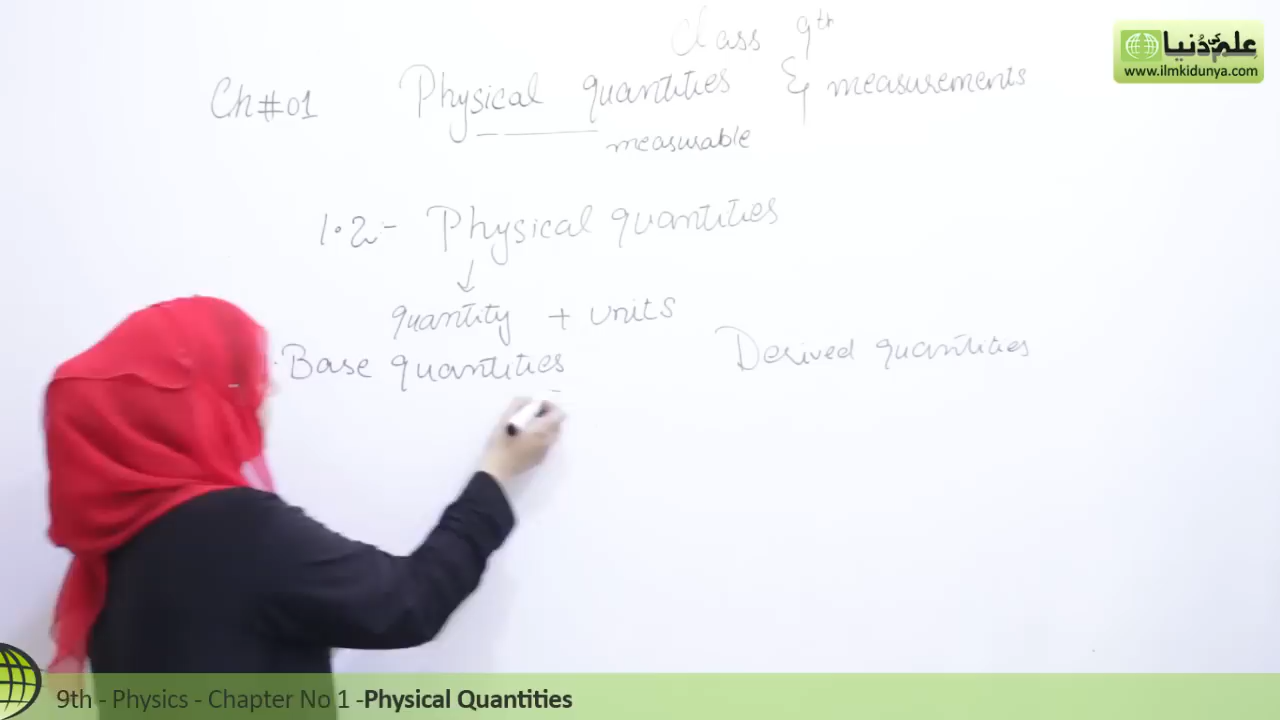 Class 9th
Ch#01 Physical quantities & measurements
measurable
1.2- Physical quantities
↓
quantity + units
Base quantities Derived quantities
علم کی دُنیا
www.ilmkidunya.com
9th - Physics - Chapter No 1 -Physical Quantities